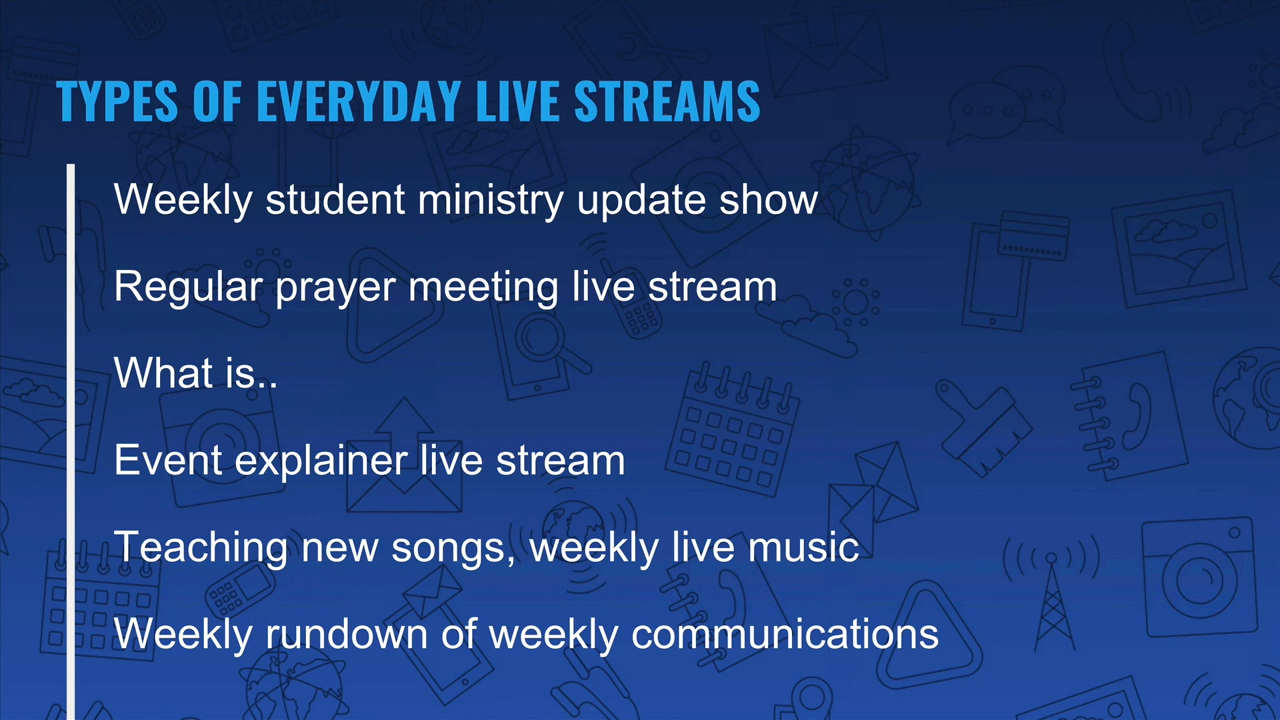 TYPES OF EVERYDAY LIVE STREAMS
Weekly student ministry update show
Regular prayer meeting live stream
What is..
Event explainer live stream
Teaching new songs, weekly live music
Weekly rundown of weekly communications